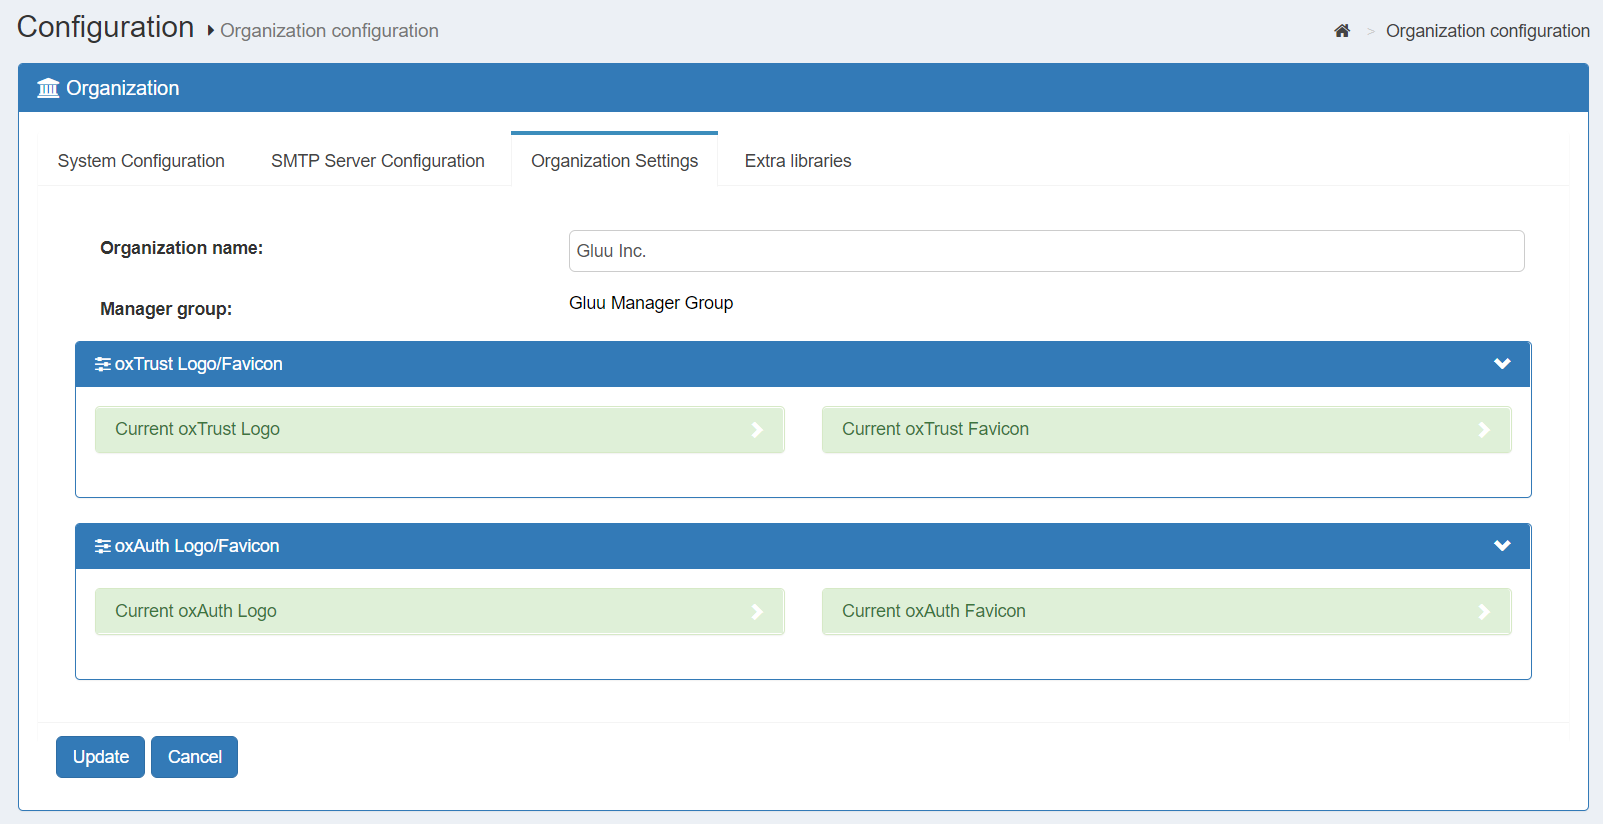 Configuration Organization configuration
> Organization configuration
Organization
System Configuration SMTP Server Configuration Organization Settings Extra libraries
Organization name: Gluu Inc.
Manager group: Gluu Manager Group
oxTrust Logo/Favicon
Current oxTrust Logo Current oxTrust Favicon
oxAuth Logo/Favicon
Current oxAuth Logo Current oxAuth Favicon
Update Cancel